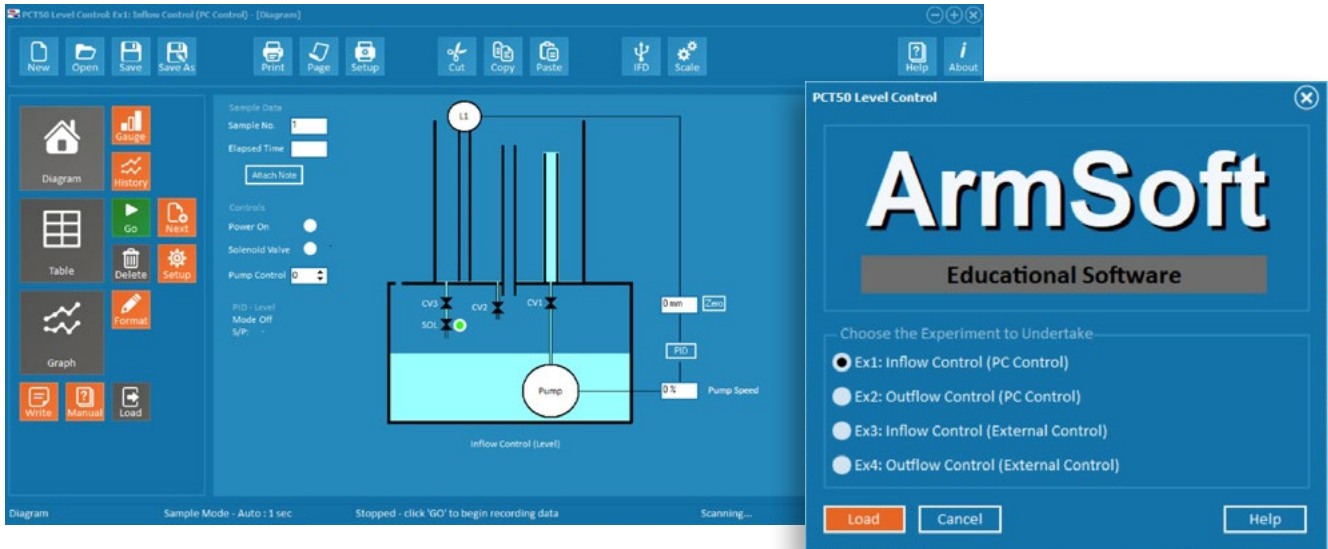 PCT50 Level Control: Ex1: Inflow Control (PC Control) - [Diagram]
New Open Save Save As Print Page Setup Cut Copy Paste IFD Scale Help About
Diagram
Gauge
History
Table
Go
Next
Delete
Setup
Graph
Format
Write
Manual
Load
Sample Data
Sample No. 1
Elapsed Time
Attach Note
Controls
Power On
Solenoid Valve
Pump Control 0
PID - Level
Mode Off
S/P: -
L1
CV3
CV2
CV1
SOL
0 mm Zero
PID
Pump
0 % Pump Speed
Inflow Control (Level)
Diagram Sample Mode - Auto : 1 sec Stopped - click 'GO' to begin recording data Scanning...
PCT50 Level Control
ArmSoft
Educational Software
Choose the Experiment to Undertake
Ex1: Inflow Control (PC Control)
Ex2: Outflow Control (PC Control)
Ex3: Inflow Control (External Control)
Ex4: Outflow Control (External Control)
Load Cancel Help